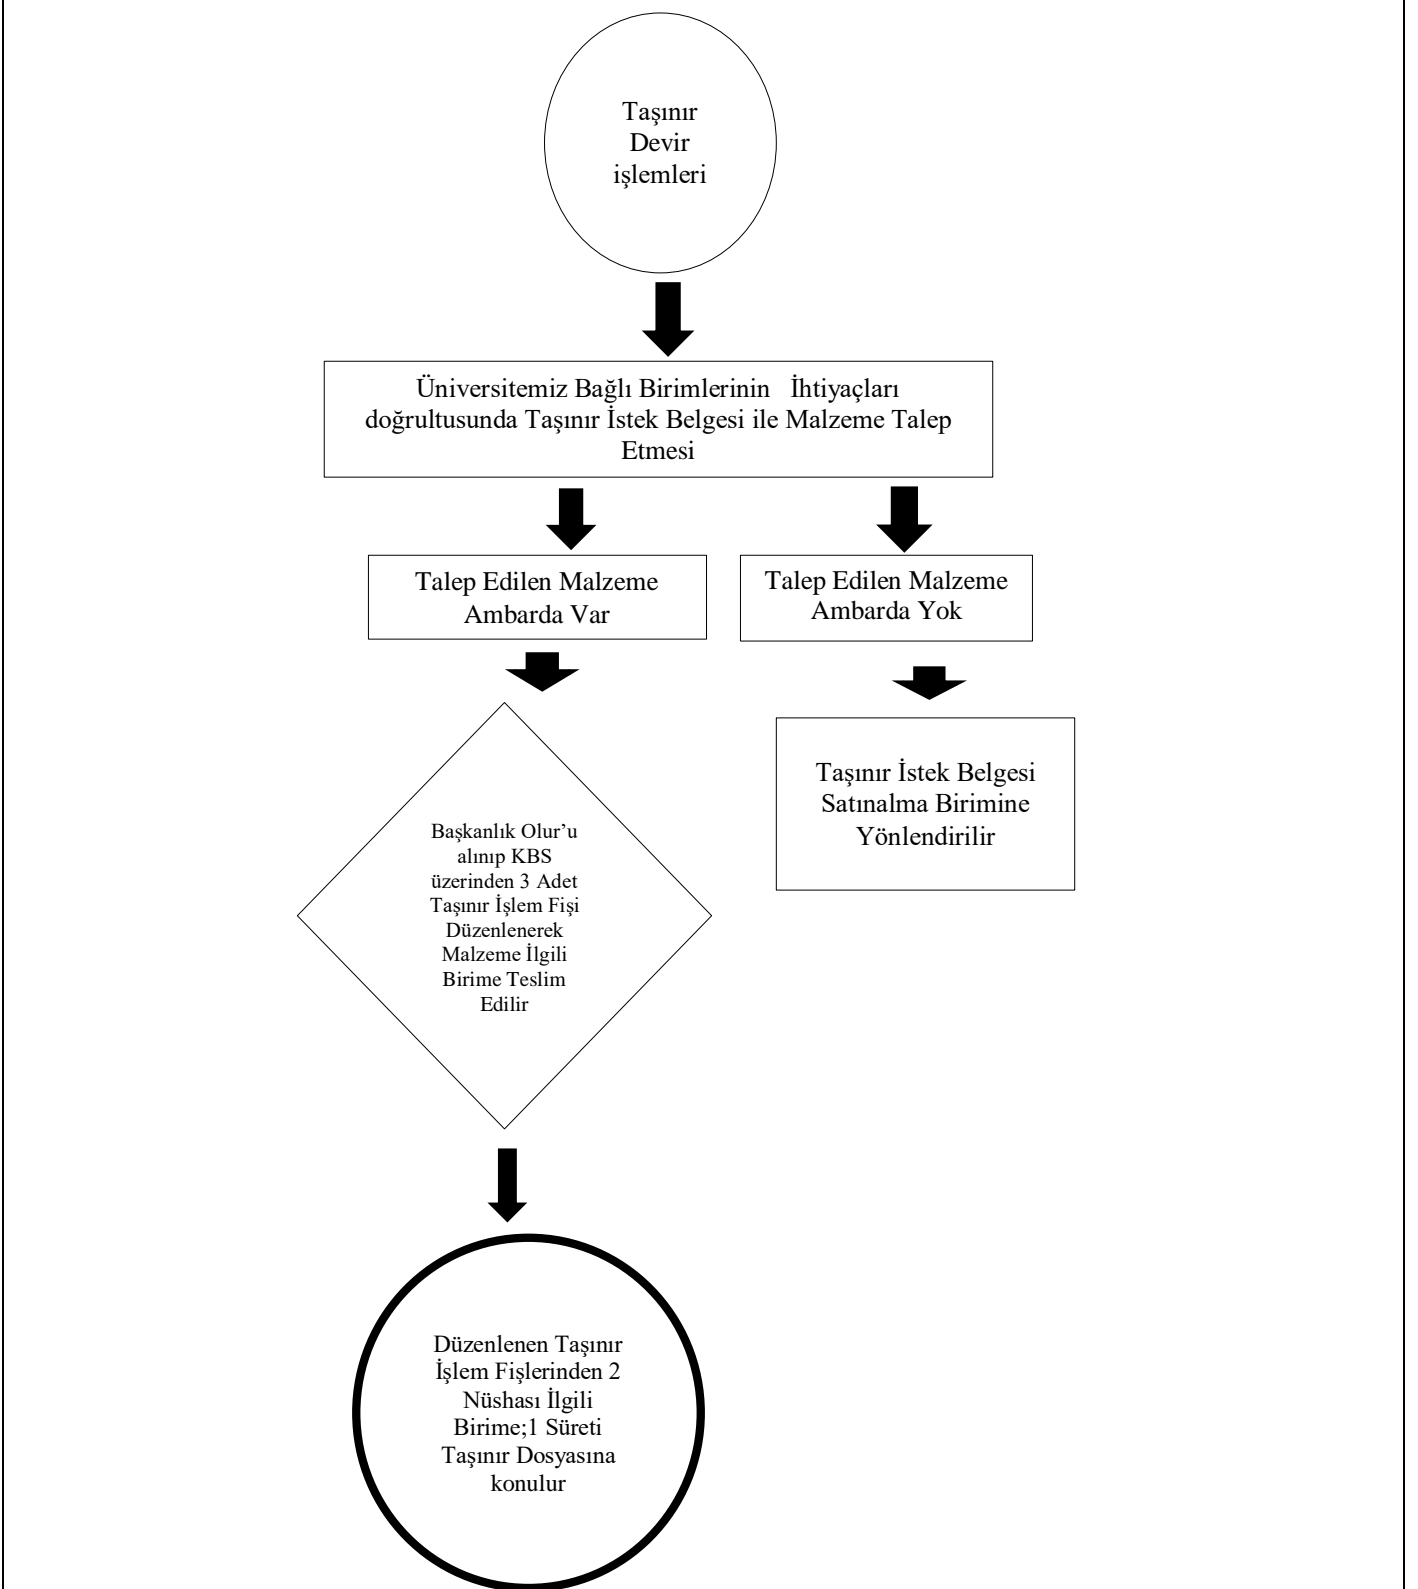 Taşınır
Devir
işlemleri
Üniversitemiz Bağlı Birimlerinin İhtiyaçları
doğrultusunda Taşınır İstek Belgesi ile Malzeme Talep
Etmesi
Talep Edilen Malzeme
Ambarda Var
Talep Edilen Malzeme
Ambarda Yok
Taşınır İstek Belgesi
Satınalma Birimine
Yönlendirilir
Başkanlık Olur’u
alınıp KBS
üzerinden 3 Adet
Taşınır İşlem Fişi
Düzenlenerek
Malzeme İlgili
Birime Teslim
Edilir
Düzenlenen Taşınır
İşlem Fişlerinden 2
Nüshası İlgili
Birime;1 Süreti
Taşınır Dosyasına
konulur